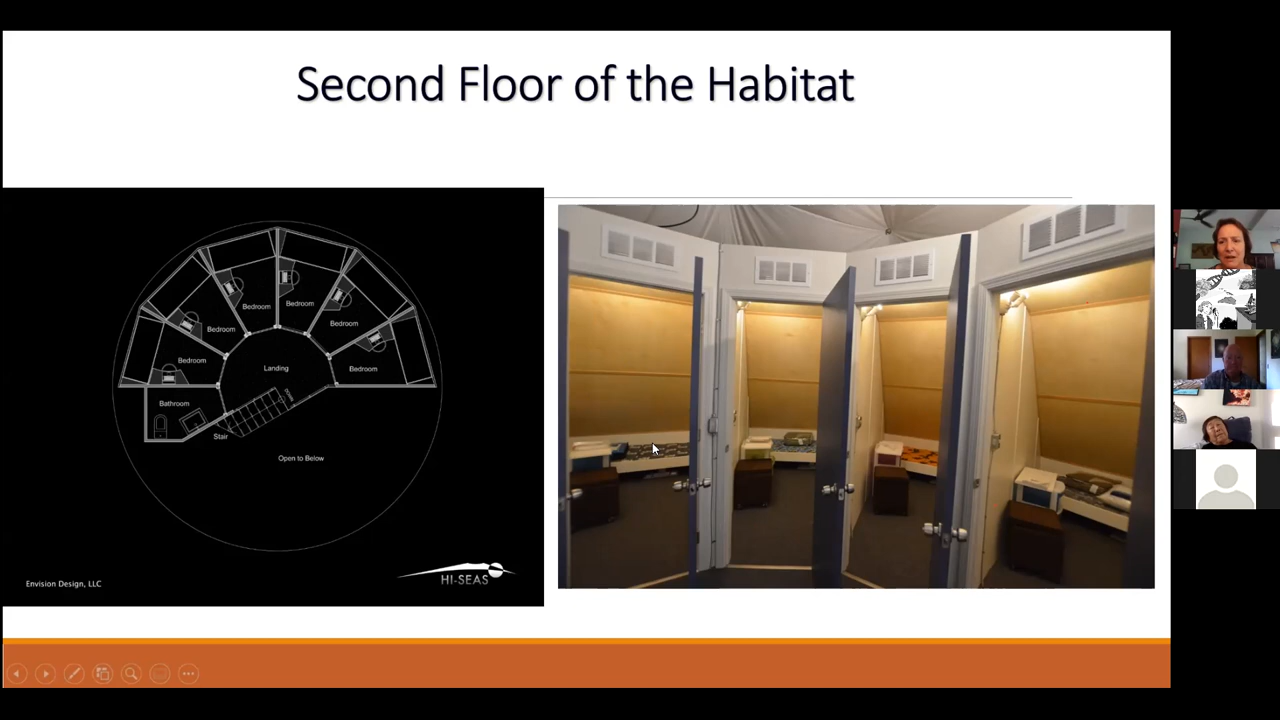 Second Floor of the Habitat
Bedroom
Bedroom
Bedroom
Bedroom
Bedroom
Bedroom
Landing
Bathroom
DOWN
Stair
Open to Below
Envision Design, LLC
HI-SEAS